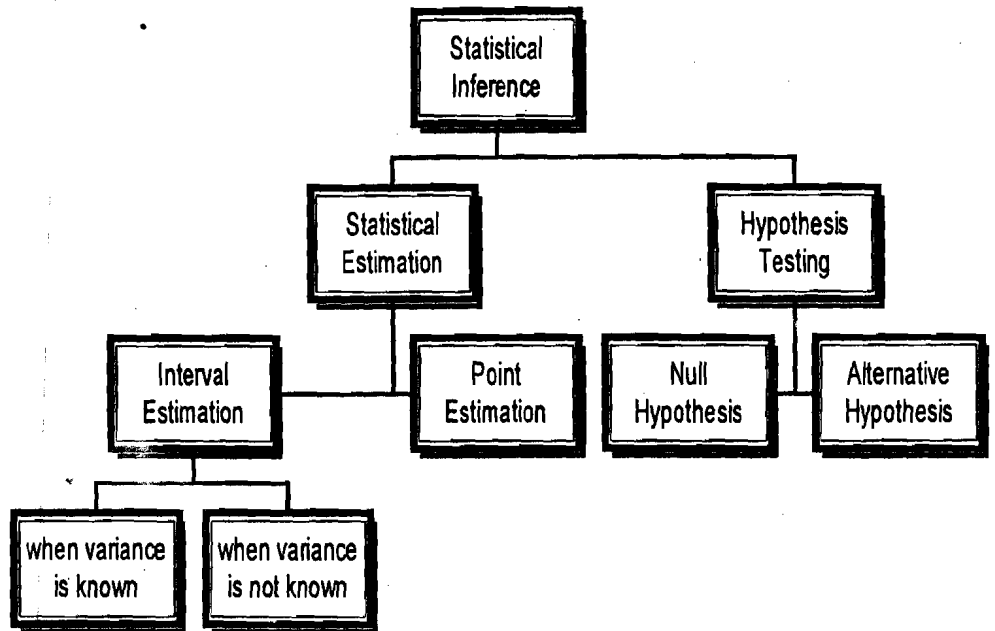 Statistical
Inference
Statistical
Estimation
Hypothesis
Testing
Interval
Estimation
Point
Estimation
Null
Hypothesis
Alternative
Hypothesis
when variance
is known
when variance
is not known